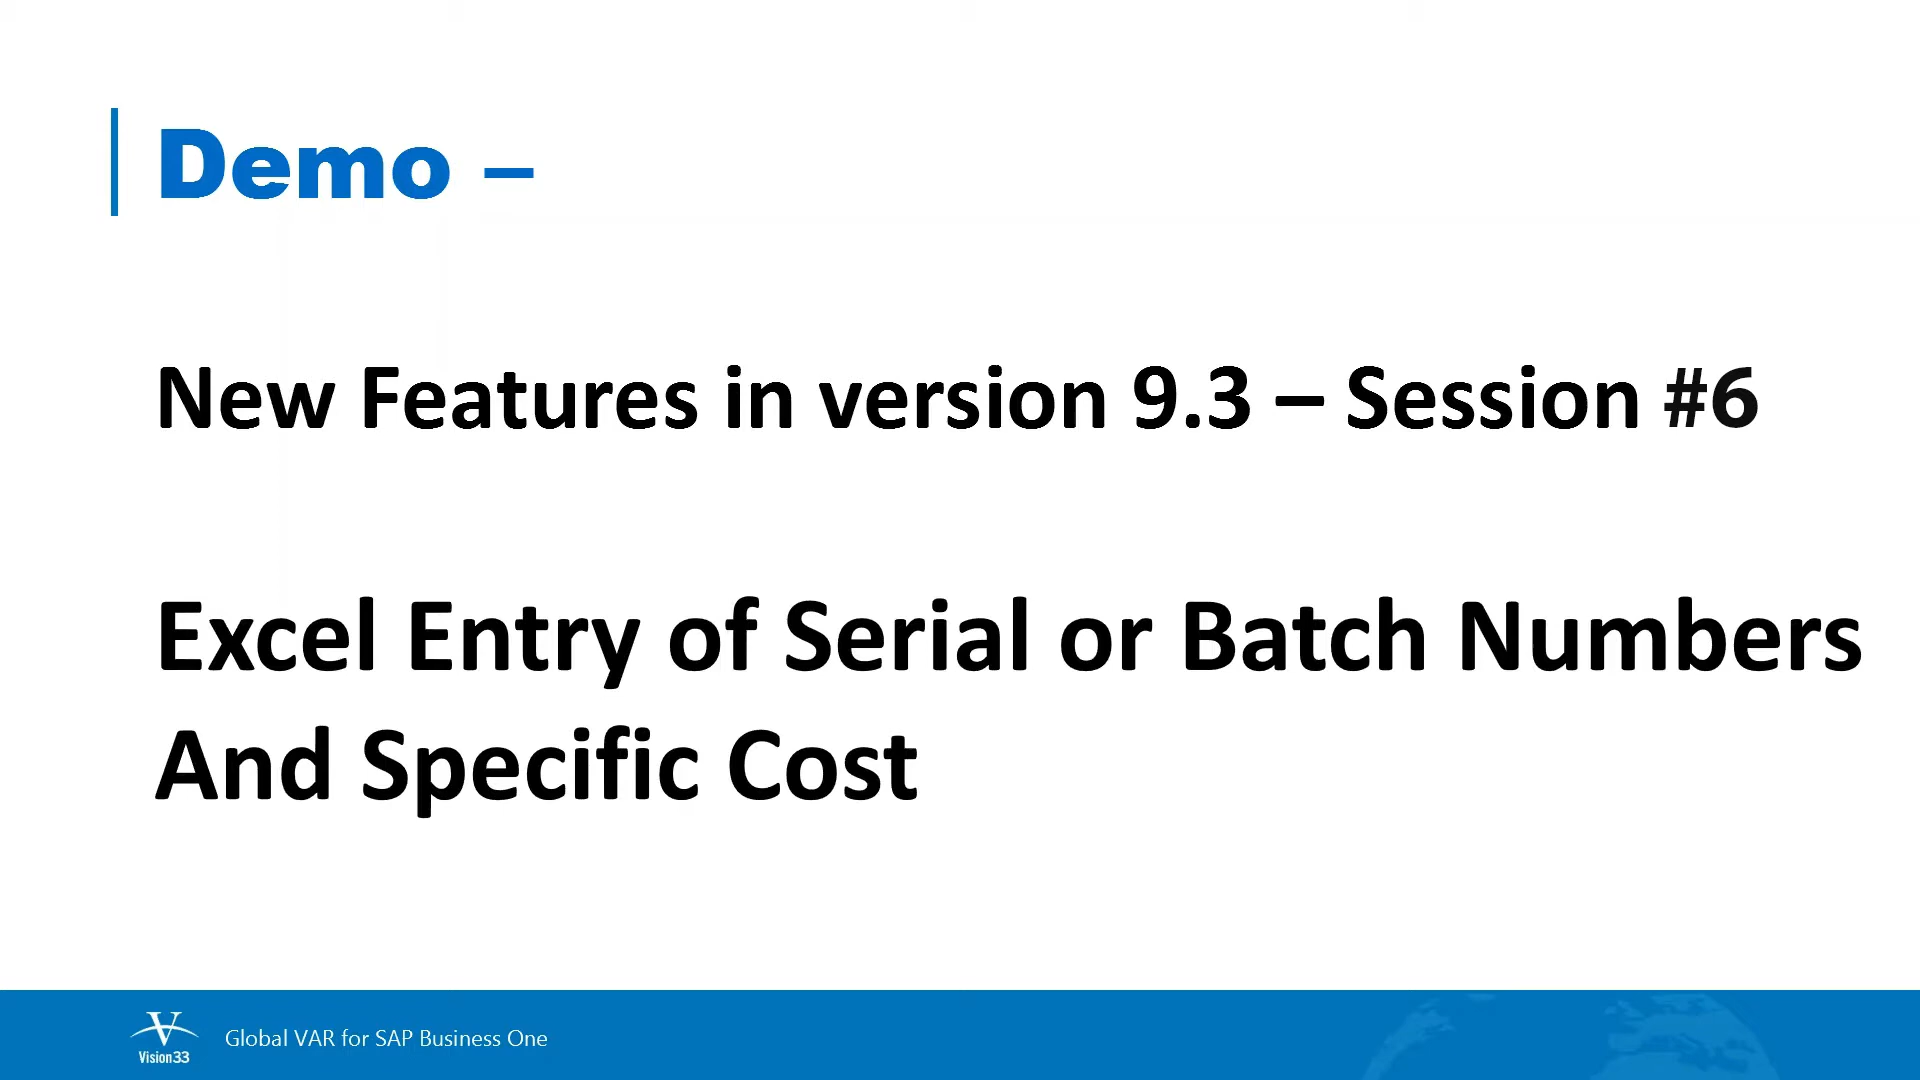 Demo –
New Features in version 9.3 – Session #6
Excel Entry of Serial or Batch Numbers
And Specific Cost
V
Vision33
Global VAR for SAP Business One